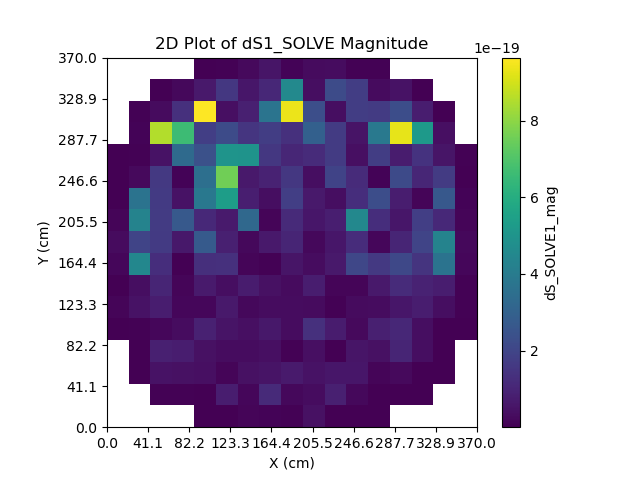 2D Plot of dS1_SOLVE Magnitude
1e−19
370.0
328.9
287.7
246.6
205.5
164.4
123.3
82.2
41.1
0.0
Y (cm)
0.0 41.1 82.2 123.3 164.4 205.5 246.6 287.7 328.9 370.0
X (cm)
8
6
4
2
dS_SOLVE1_mag